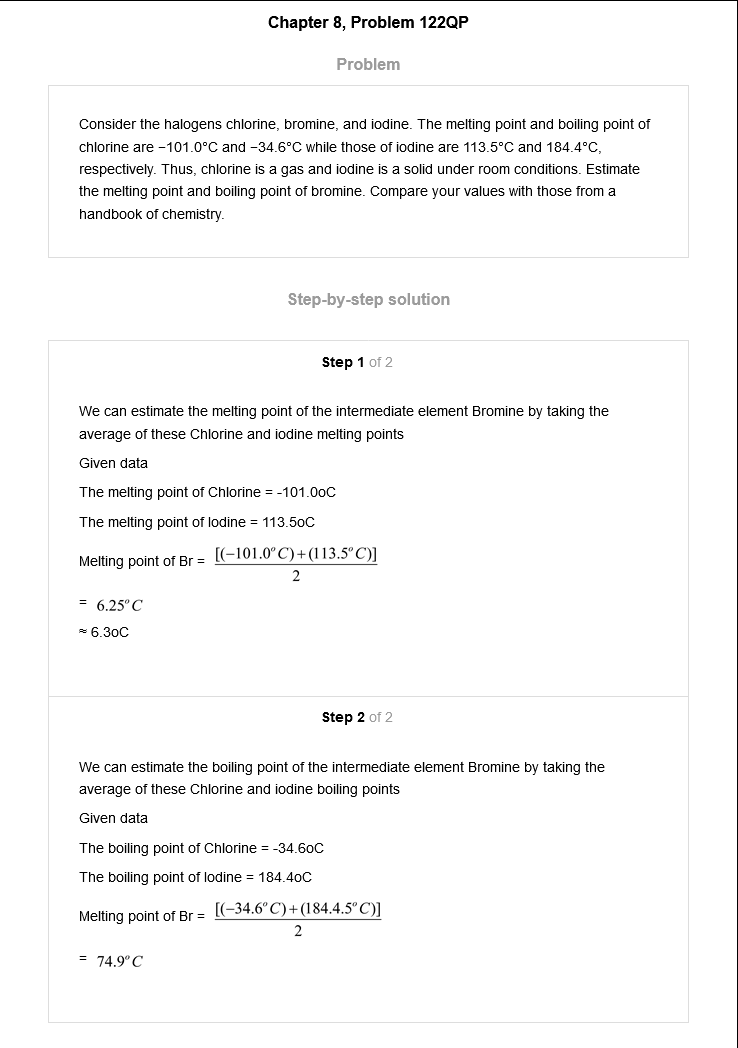 Chapter 8, Problem 122QP
Problem
Consider the halogens chlorine, bromine, and iodine. The melting point and boiling point of
chlorine are −101.0°C and −34.6°C while those of iodine are 113.5°C and 184.4°C,
respectively. Thus, chlorine is a gas and iodine is a solid under room conditions. Estimate
the melting point and boiling point of bromine. Compare your values with those from a
handbook of chemistry.
Step-by-step solution
Step 1 of 2
We can estimate the melting point of the intermediate element Bromine by taking the
average of these Chlorine and iodine melting points
Given data
The melting point of Chlorine = -101.0oC
The melting point of Iodine = 113.5oC
Melting point of Br = [(−101.0°C)+(113.5°C)]
2
= 6.25°C
≈ 6.3oC
Step 2 of 2
We can estimate the boiling point of the intermediate element Bromine by taking the
average of these Chlorine and iodine boiling points
Given data
The boiling point of Chlorine = -34.6oC
The boiling point of Iodine = 184.4oC
Melting point of Br = [(−34.6°C)+(184.4.5°C)]
2
= 74.9°C